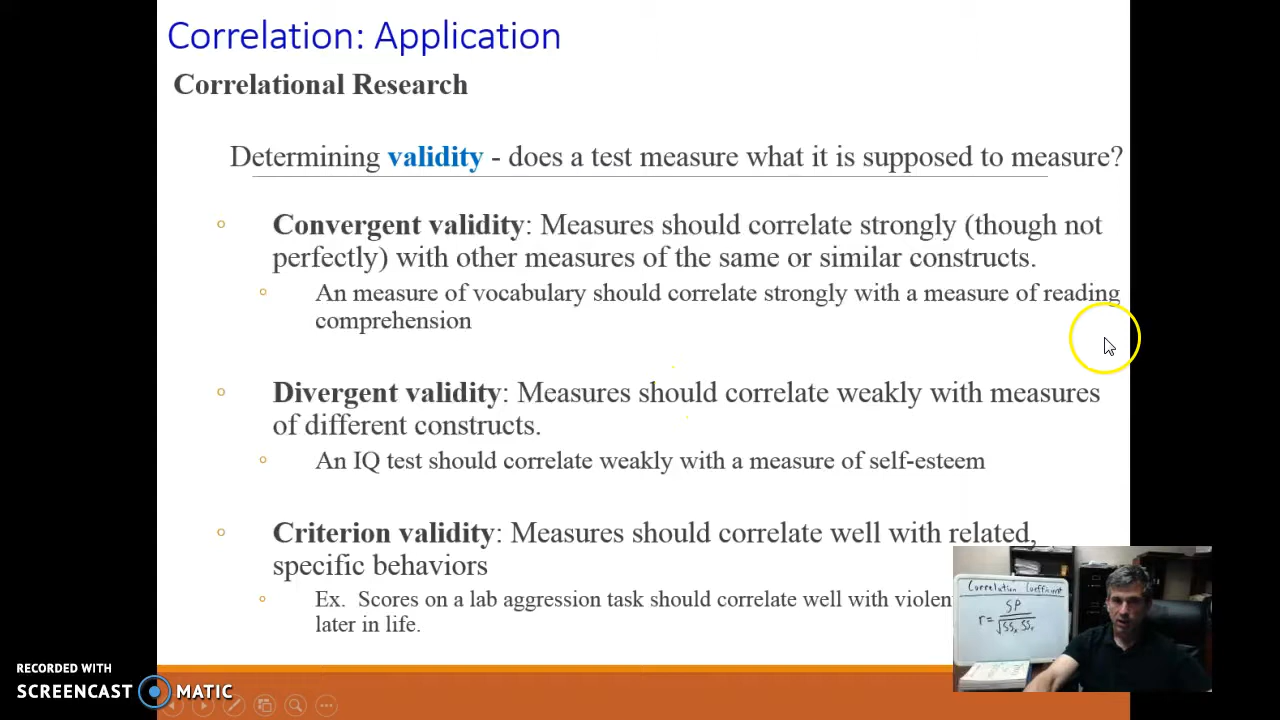 Correlation: Application
Correlational Research
Determining validity - does a test measure what it is supposed to measure?
Convergent validity: Measures should correlate strongly (though not
perfectly) with other measures of the same or similar constructs.
An measure of vocabulary should correlate strongly with a measure of reading
comprehension
Divergent validity: Measures should correlate weakly with measures
of different constructs.
An IQ test should correlate weakly with a measure of self-esteem
Criterion validity: Measures should correlate well with related,
specific behaviors
Ex. Scores on a lab aggression task should correlate well with violen
later in life.
Correlation Coefficient
r = SP
√SSx SSY
RECORDED WITH
SCREENCAST MATIC